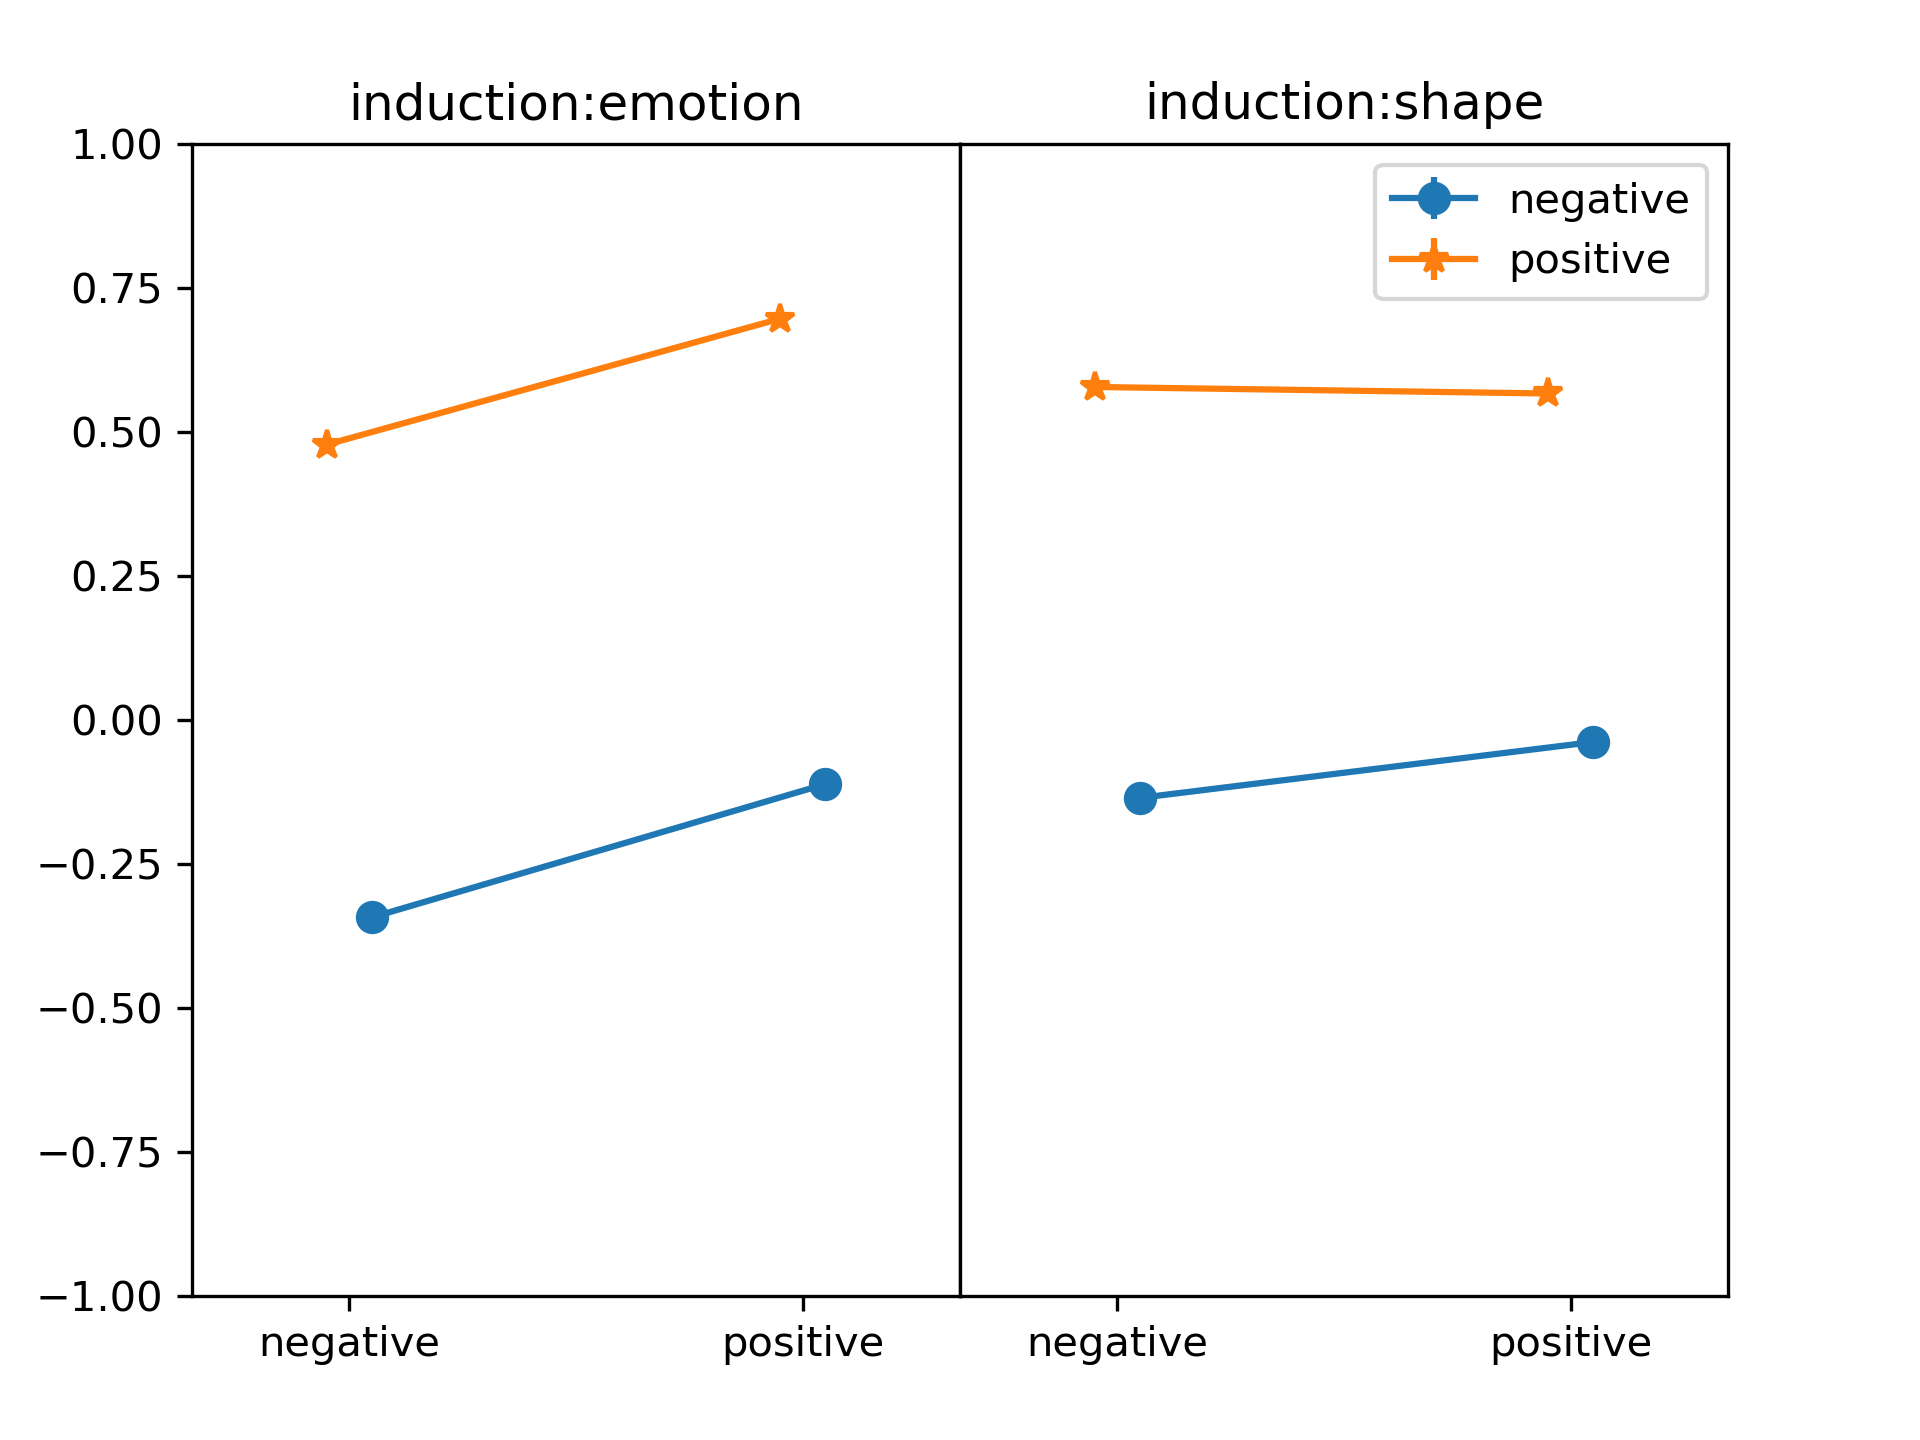 induction:emotion
induction:shape
1.00
0.75
0.50
0.25
0.00
−0.25
−0.50
−0.75
−1.00
negative
positive
negative
positive
negative
positive